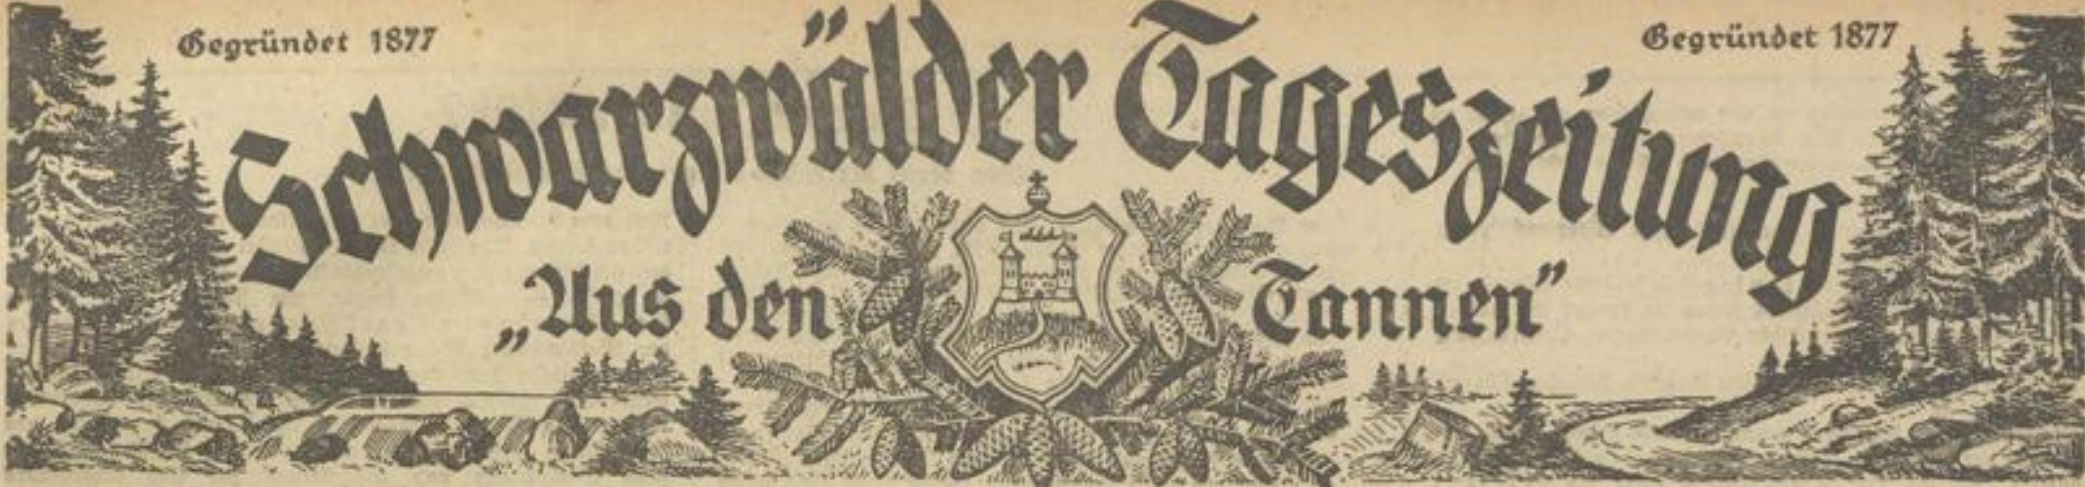 Gegründet 1877
Gegründet 1877
Schwarzwälder Tageszeitung
„Aus den Tannen“